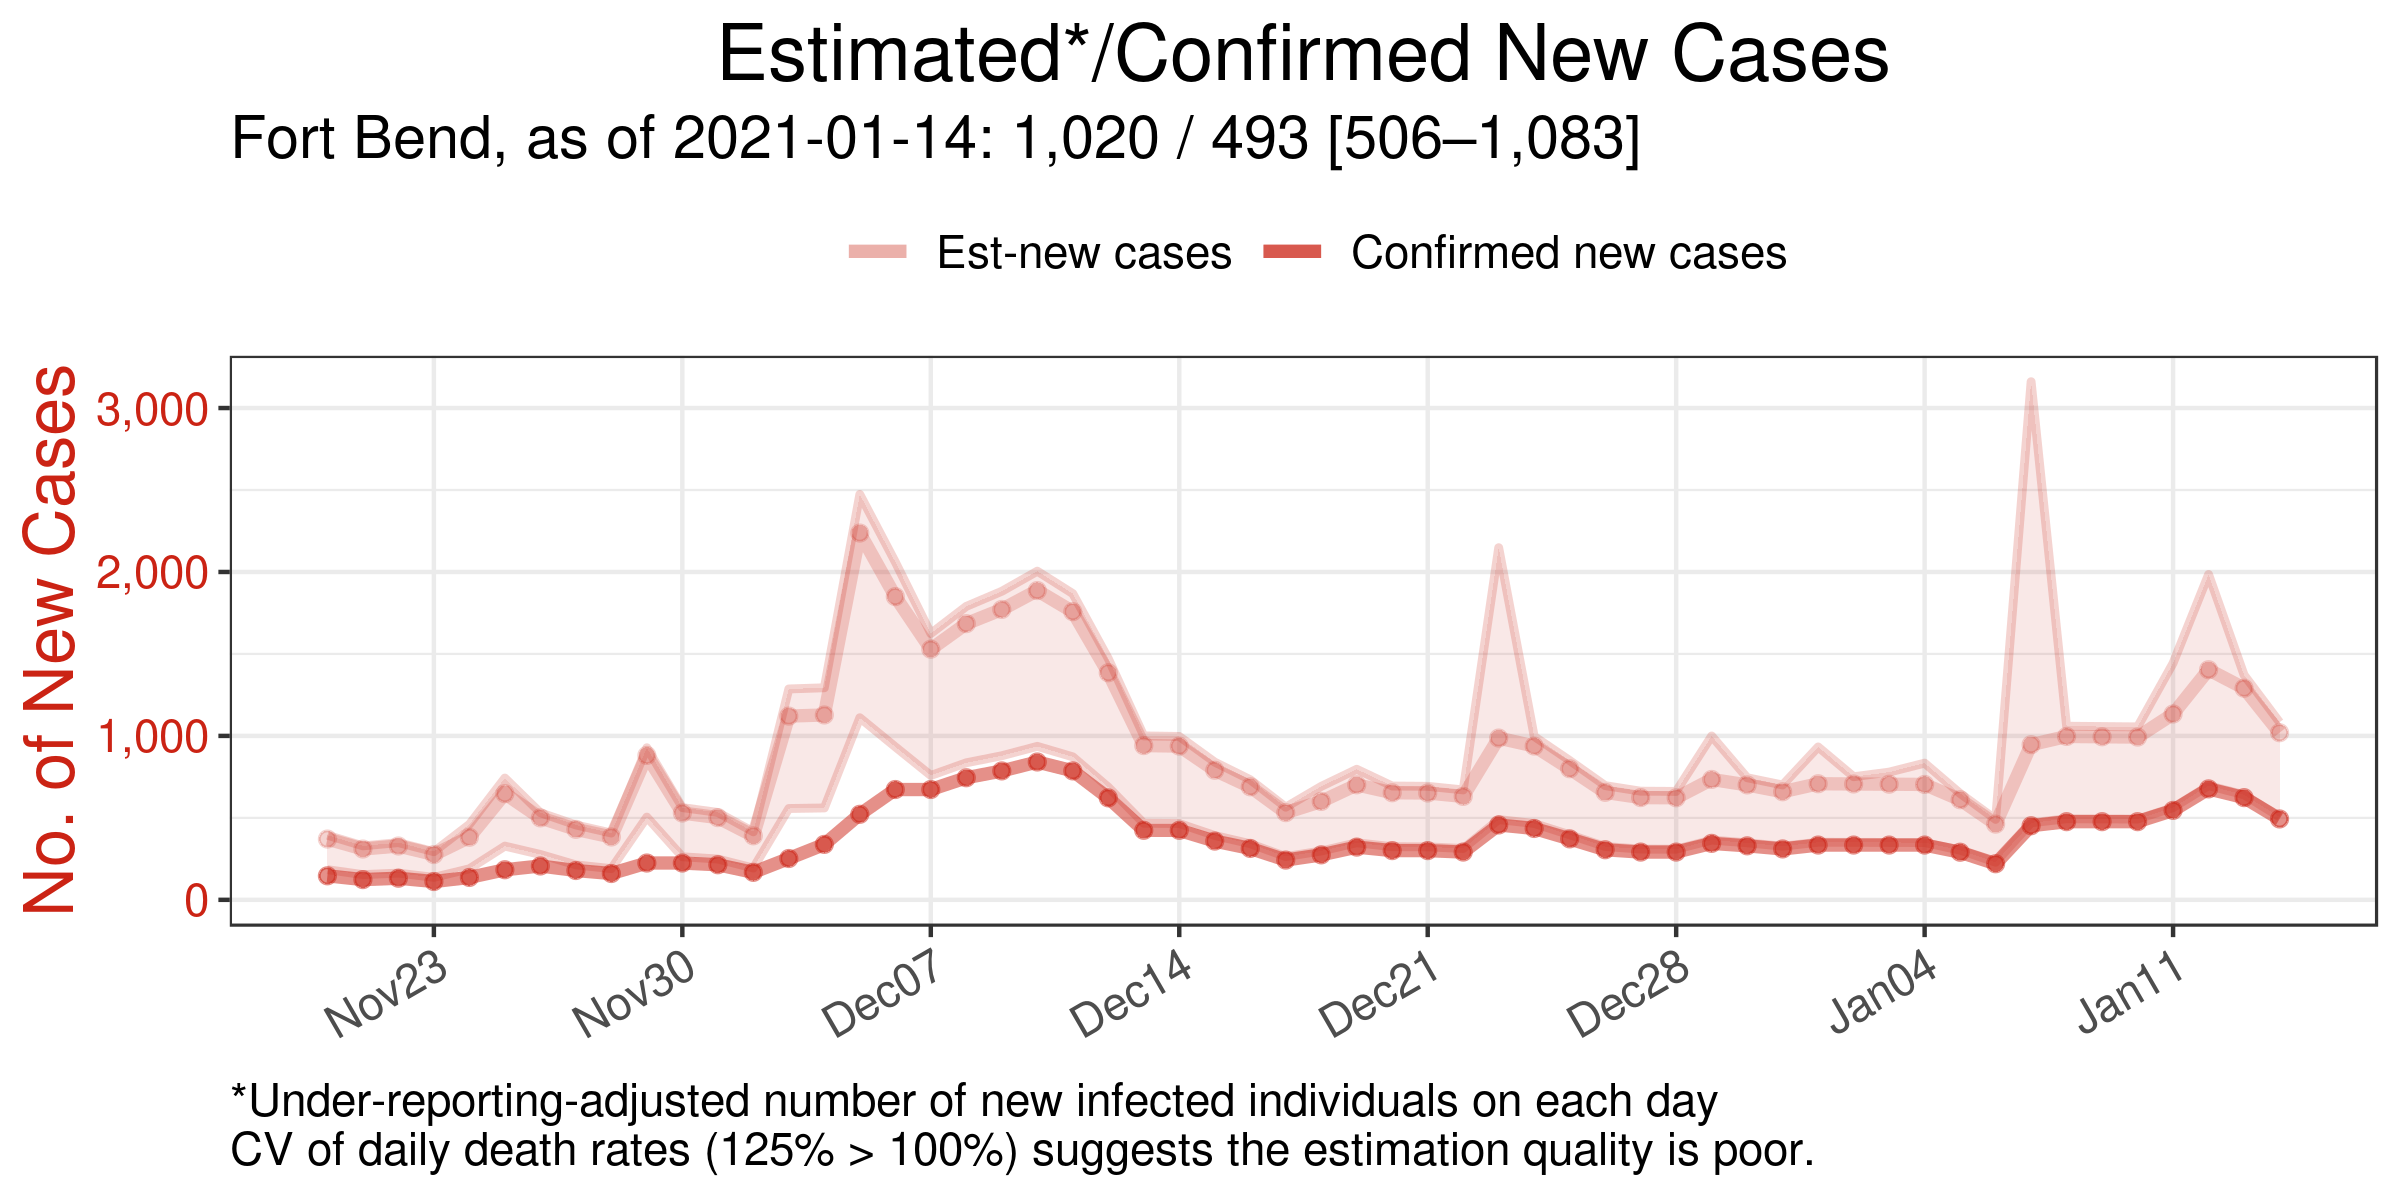 Estimated*/Confirmed New Cases
Fort Bend, as of 2021-01-14: 1,020 / 493 [506–1,083]
Est-new cases
Confirmed new cases
No. of New Cases
3,000
2,000
1,000
0
Nov23
Nov30
Dec07
Dec14
Dec21
Dec28
Jan04
Jan11
*Under-reporting-adjusted number of new infected individuals on each day
CV of daily death rates (125% > 100%) suggests the estimation quality is poor.